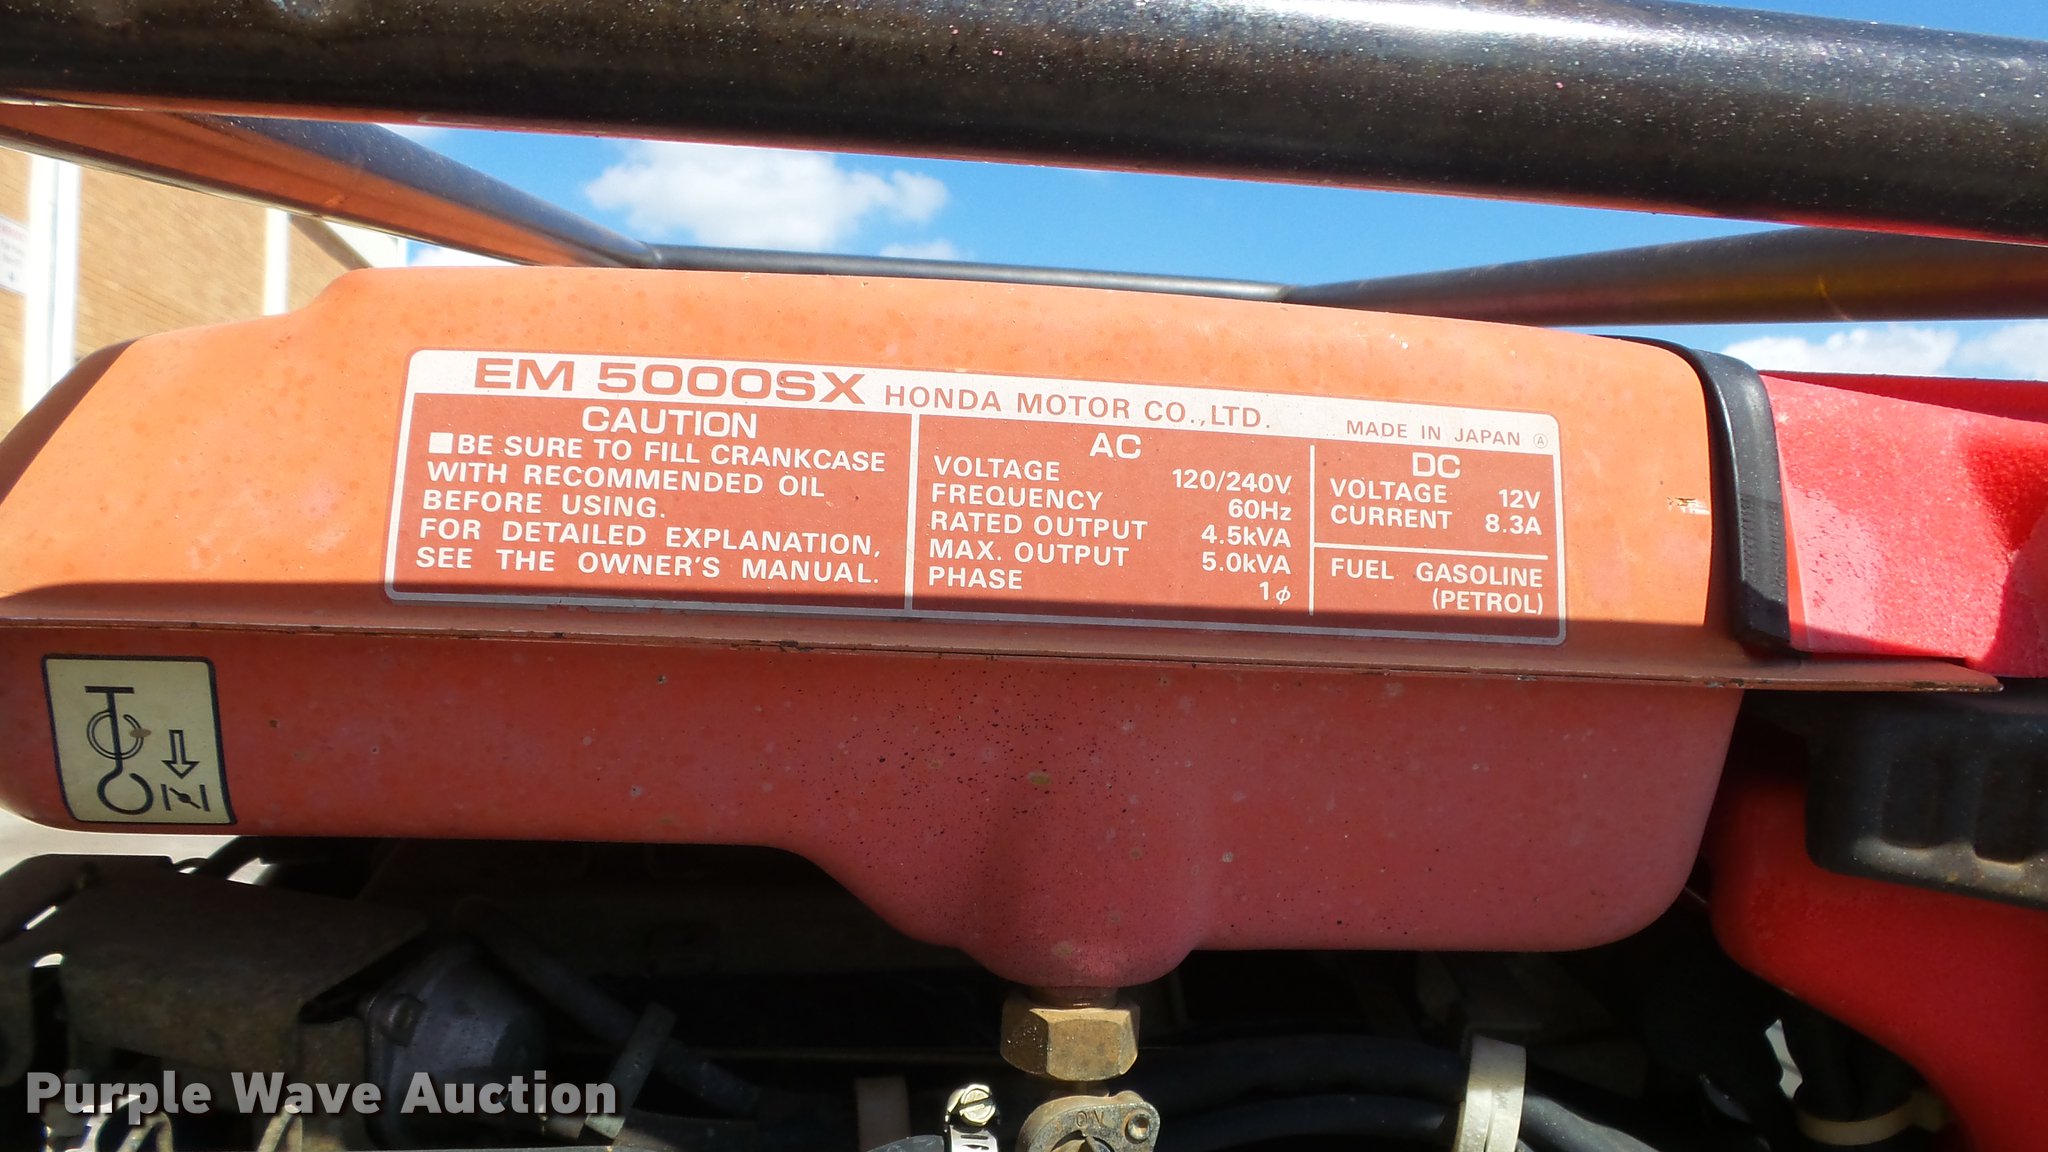 EM 5000SX HONDA MOTOR CO.,LTD. MADE IN JAPAN Ⓐ
CAUTION
■BE SURE TO FILL CRANKCASE
WITH RECOMMENDED OIL
BEFORE USING.
FOR DETAILED EXPLANATION,
SEE THE OWNER'S MANUAL.
AC
VOLTAGE 120/240V
FREQUENCY 60Hz
RATED OUTPUT 4.5kVA
MAX. OUTPUT 5.0kVA
PHASE 1ϕ
DC
VOLTAGE 12V
CURRENT 8.3A
FUEL GASOLINE
(PETROL)
ON
Purple Wave Auction